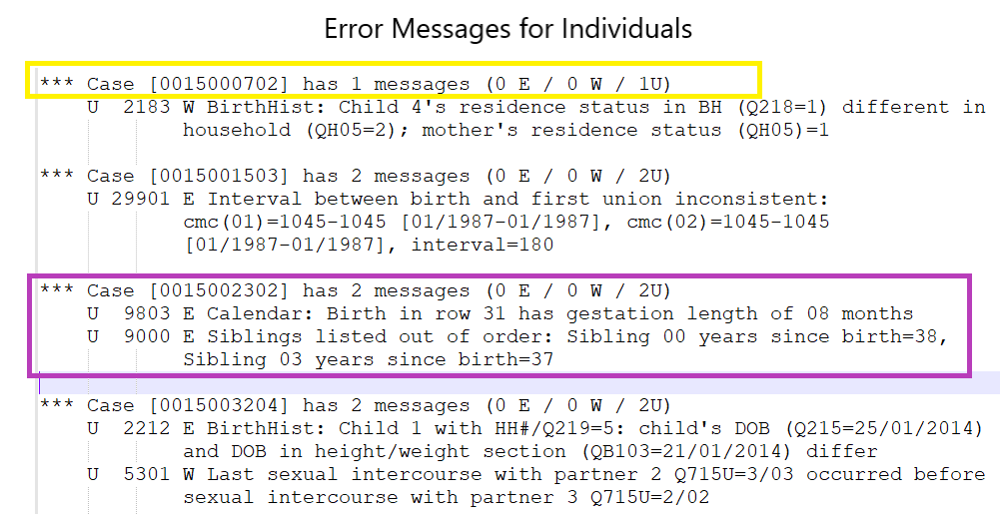 Error Messages for Individuals
*** Case [0015000702] has 1 messages (0 E / 0 W / 1U)
U 2183 W BirthHist: Child 4's residence status in BH (Q218=1) different in
household (QH05=2); mother's residence status (QH05)=1
*** Case [0015001503] has 2 messages (0 E / 0 W / 2U)
U 29901 E Interval between birth and first union inconsistent:
cmc(01)=1045-1045 [01/1987-01/1987], cmc(02)=1045-1045
[01/1987-01/1987], interval=180
*** Case [0015002302] has 2 messages (0 E / 0 W / 2U)
U 9803 E Calendar: Birth in row 31 has gestation length of 08 months
U 9000 E Siblings listed out of order: Sibling 00 years since birth=38,
Sibling 03 years since birth=37
*** Case [0015003204] has 2 messages (0 E / 0 W / 2U)
U 2212 E BirthHist: Child 1 with HH#/Q219=5: child's DOB (Q215=25/01/2014)
and DOB in height/weight section (QB103=21/01/2014) differ
U 5301 W Last sexual intercourse with partner 2 Q715U=3/03 occurred before
sexual intercourse with partner 3 Q715U=2/02